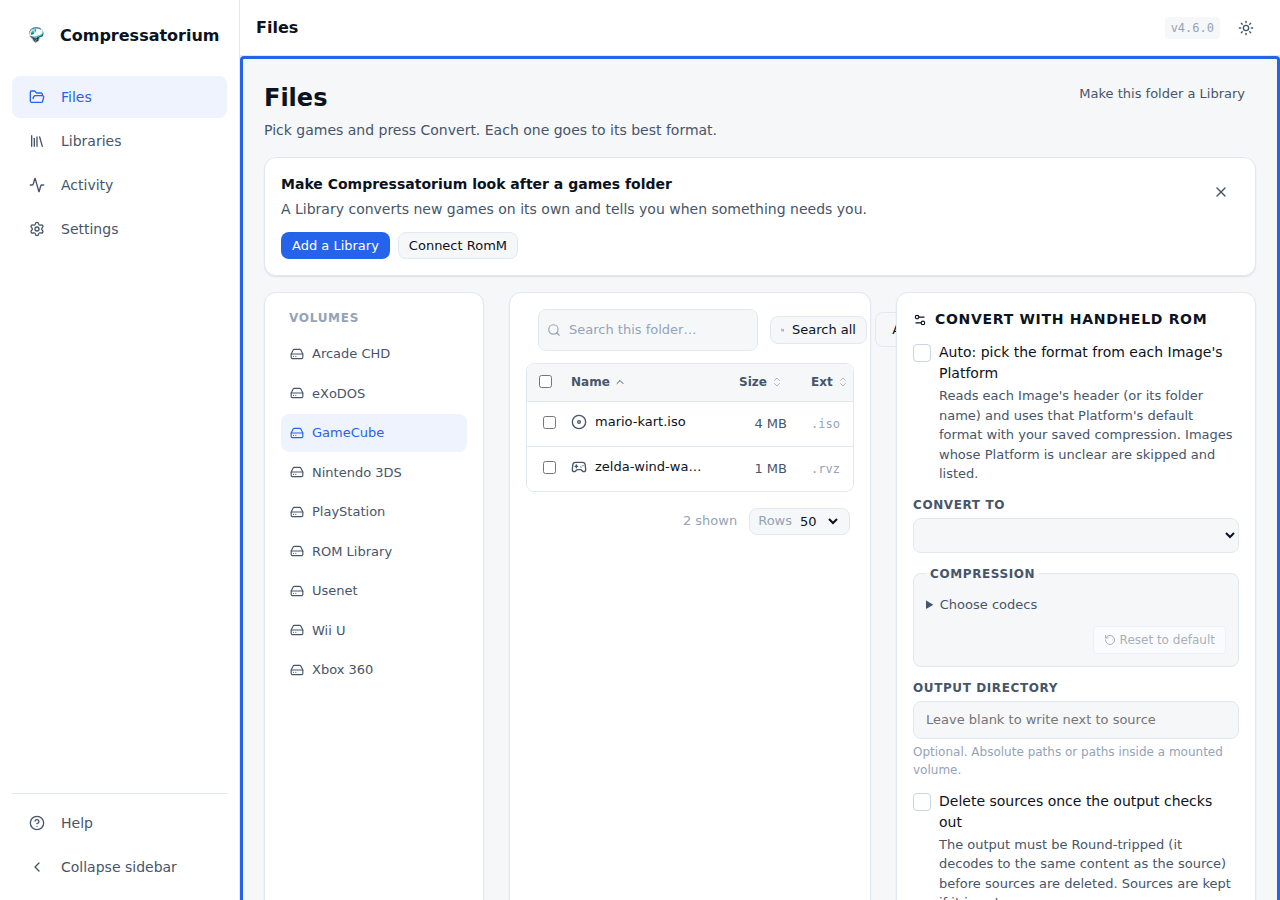 Compressatorium
Files
Libraries
Activity
Settings
Help
Collapse sidebar
Files
v4.6.0
Files
Make this folder a Library
Pick games and press Convert. Each one goes to its best format.
Make Compressatorium look after a games folder
A Library converts new games on its own and tells you when something needs you.
Add a Library
Connect RomM
VOLUMES
Arcade CHD
eXoDOS
GameCube
Nintendo 3DS
PlayStation
ROM Library
Usenet
Wii U
Xbox 360
Search this folder…
Search all
Name
Size
Ext
mario-kart.iso
4 MB
.iso
zelda-wind-wa…
1 MB
.rvz
2 shown
Rows 50
CONVERT WITH HANDHELD ROM
Auto: pick the format from each Image's
Platform
Reads each Image's header (or its folder
name) and uses that Platform's default
format with your saved compression. Images
whose Platform is unclear are skipped and
listed.
CONVERT TO
COMPRESSION
Choose codecs
Reset to default
OUTPUT DIRECTORY
Leave blank to write next to source
Optional. Absolute paths or paths inside a mounted
volume.
Delete sources once the output checks
out
The output must be Round-tripped (it
decodes to the same content as the source)
before sources are deleted. Sources are kept